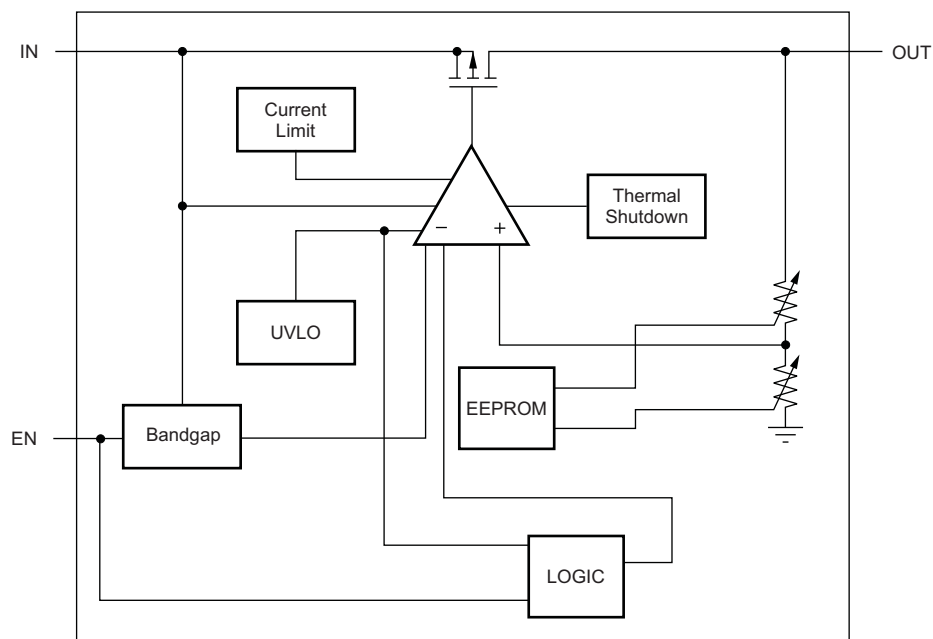 IN
OUT
Current
Limit
Thermal
Shutdown
− +
UVLO
EEPROM
EN
Bandgap
LOGIC